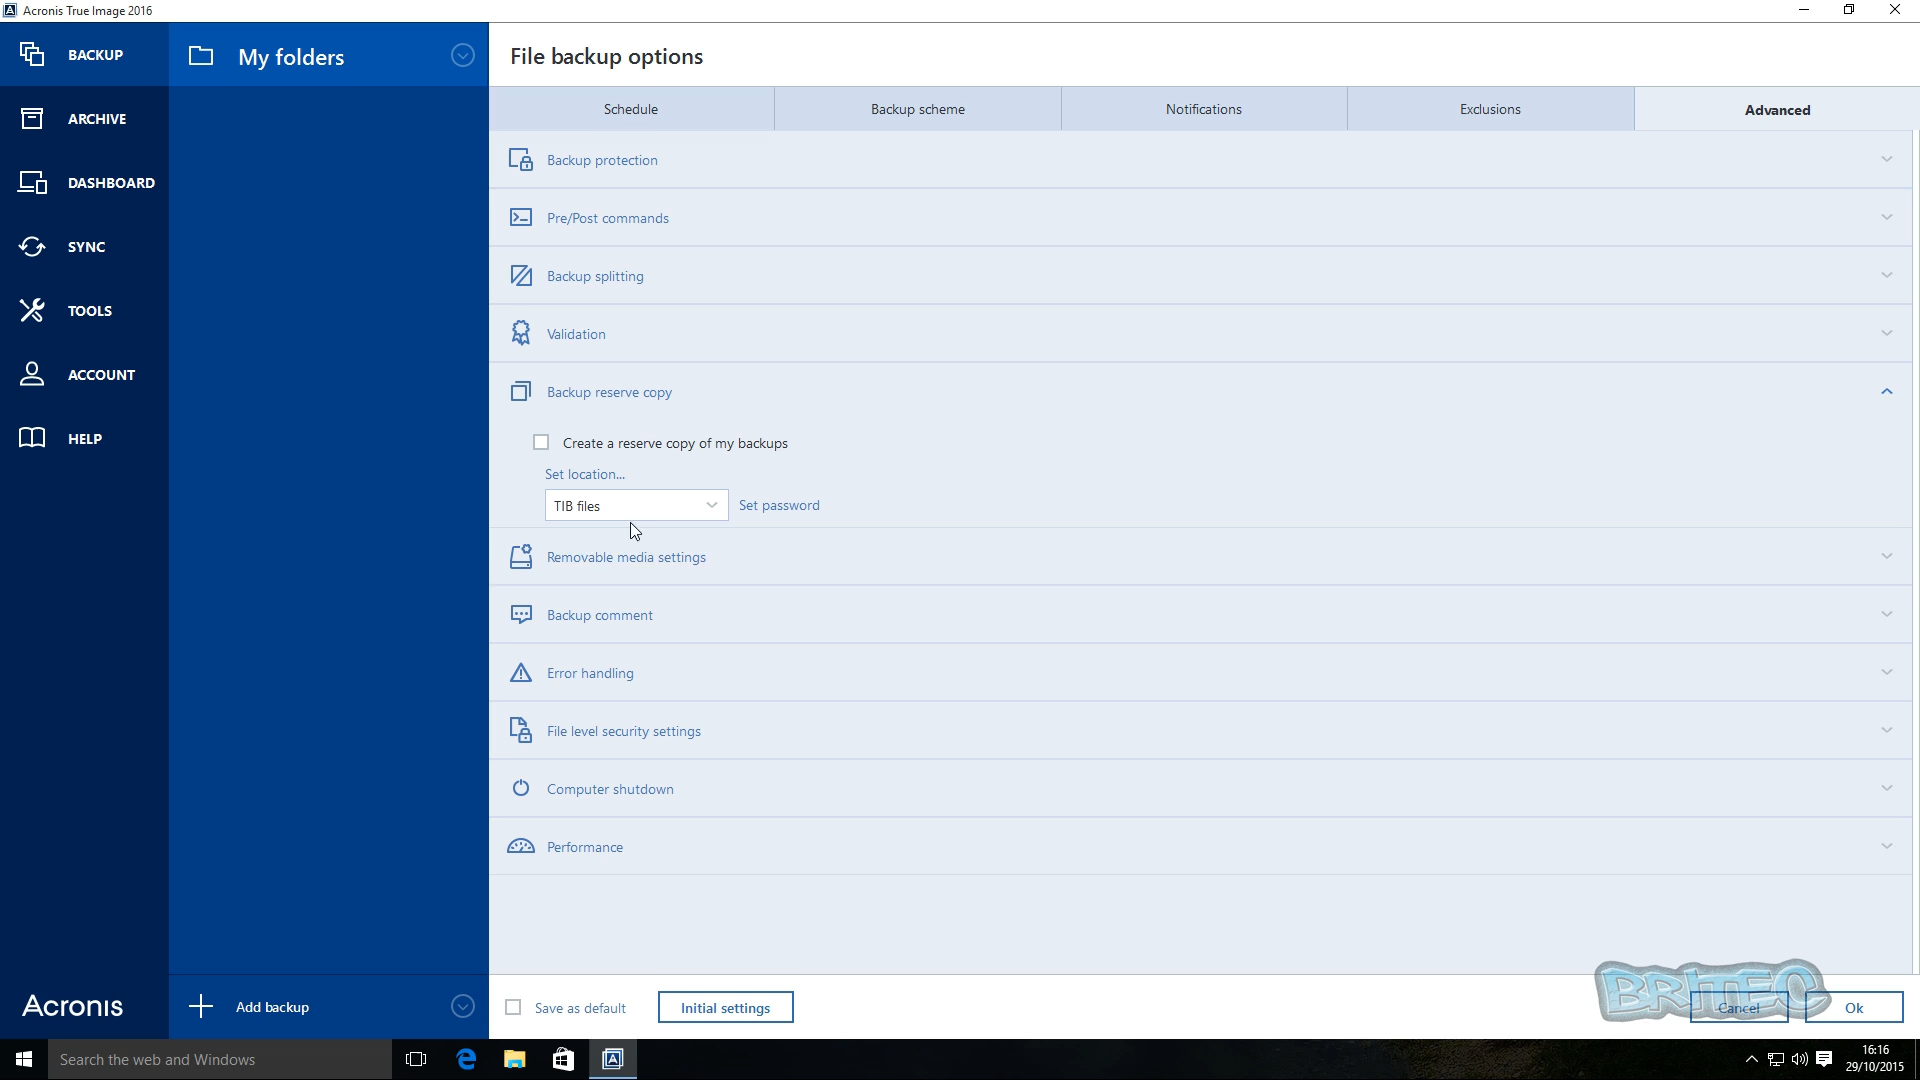 Acronis True Image 2016
BACKUP
ARCHIVE
DASHBOARD
SYNC
TOOLS
ACCOUNT
HELP
Acronis
My folders
Add backup
File backup options
Schedule
Backup scheme
Notifications
Exclusions
Advanced
Backup protection
Pre/Post commands
Backup splitting
Validation
Backup reserve copy
Create a reserve copy of my backups
Set location...
TIB files
Set password
Removable media settings
Backup comment
Error handling
File level security settings
Computer shutdown
Performance
Save as default
Initial settings
BRITEC
Cancel
Ok
Search the web and Windows
16:16
29/10/2015